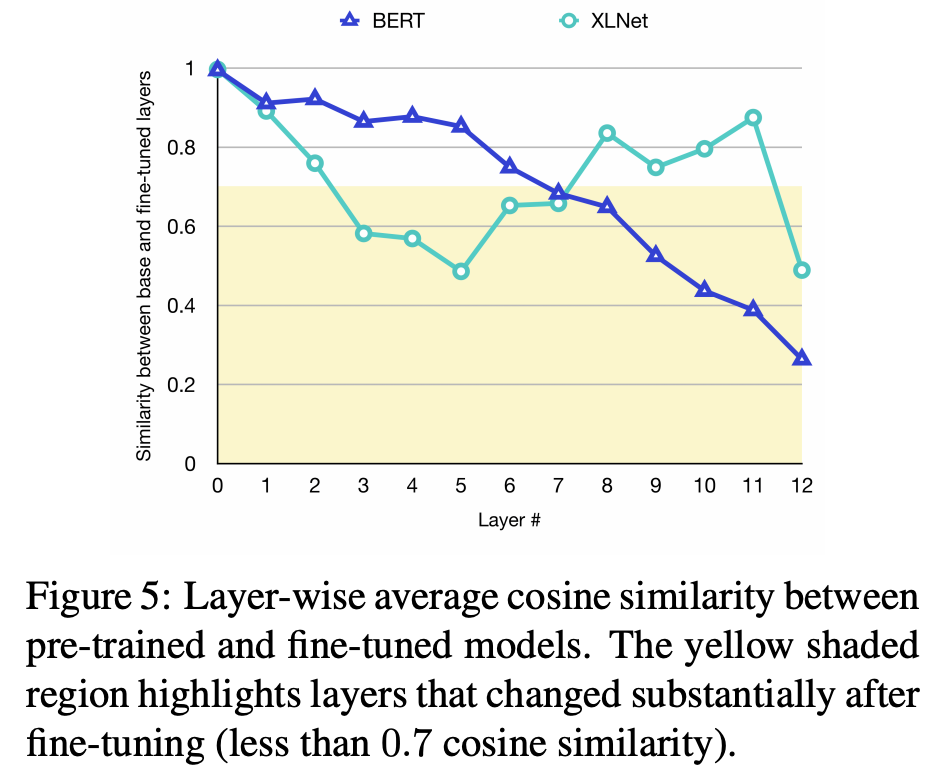 BERT XLNet
Similarity between base and fine-tuned layers
1
0.8
0.6
0.4
0.2
0
0 1 2 3 4 5 6 7 8 9 10 11 12
Layer #
Figure 5: Layer-wise average cosine similarity between
pre-trained and fine-tuned models. The yellow shaded
region highlights layers that changed substantially after
fine-tuning (less than 0.7 cosine similarity).